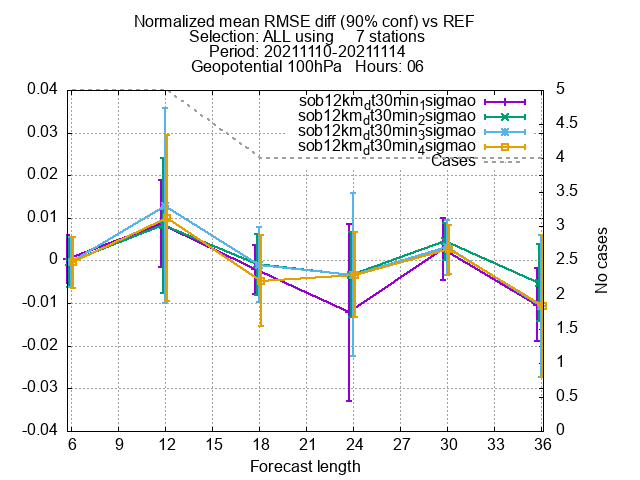 Normalized mean RMSE diff (90% conf) vs REF
Selection: ALL using 7 stations
Period: 20211110-20211114
Geopotential 100hPa Hours: 06
sob12km_dt30min_1sigmao
sob12km_dt30min_2sigmao
sob12km_dt30min_3sigmao
sob12km_dt30min_4sigmao
Cases
0.04
0.03
0.02
0.01
0
-0.01
-0.02
-0.03
-0.04
5
4.5
4
3.5
3
2.5
2
1.5
1
0.5
0
No cases
6 9 12 15 18 21 24 27 30 33 36
Forecast length